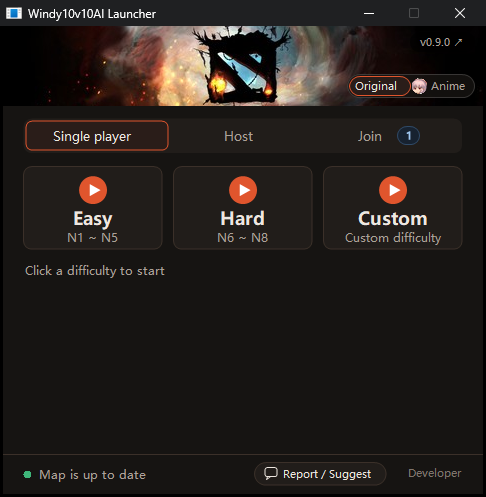 Windy10v10AI Launcher
v0.9.0 ↗
Original Anime
Single player Host Join 1
Easy Hard Custom
N1 ~ N5 N6 ~ N8 Custom difficulty
Click a difficulty to start
Map is up to date Report / Suggest Developer